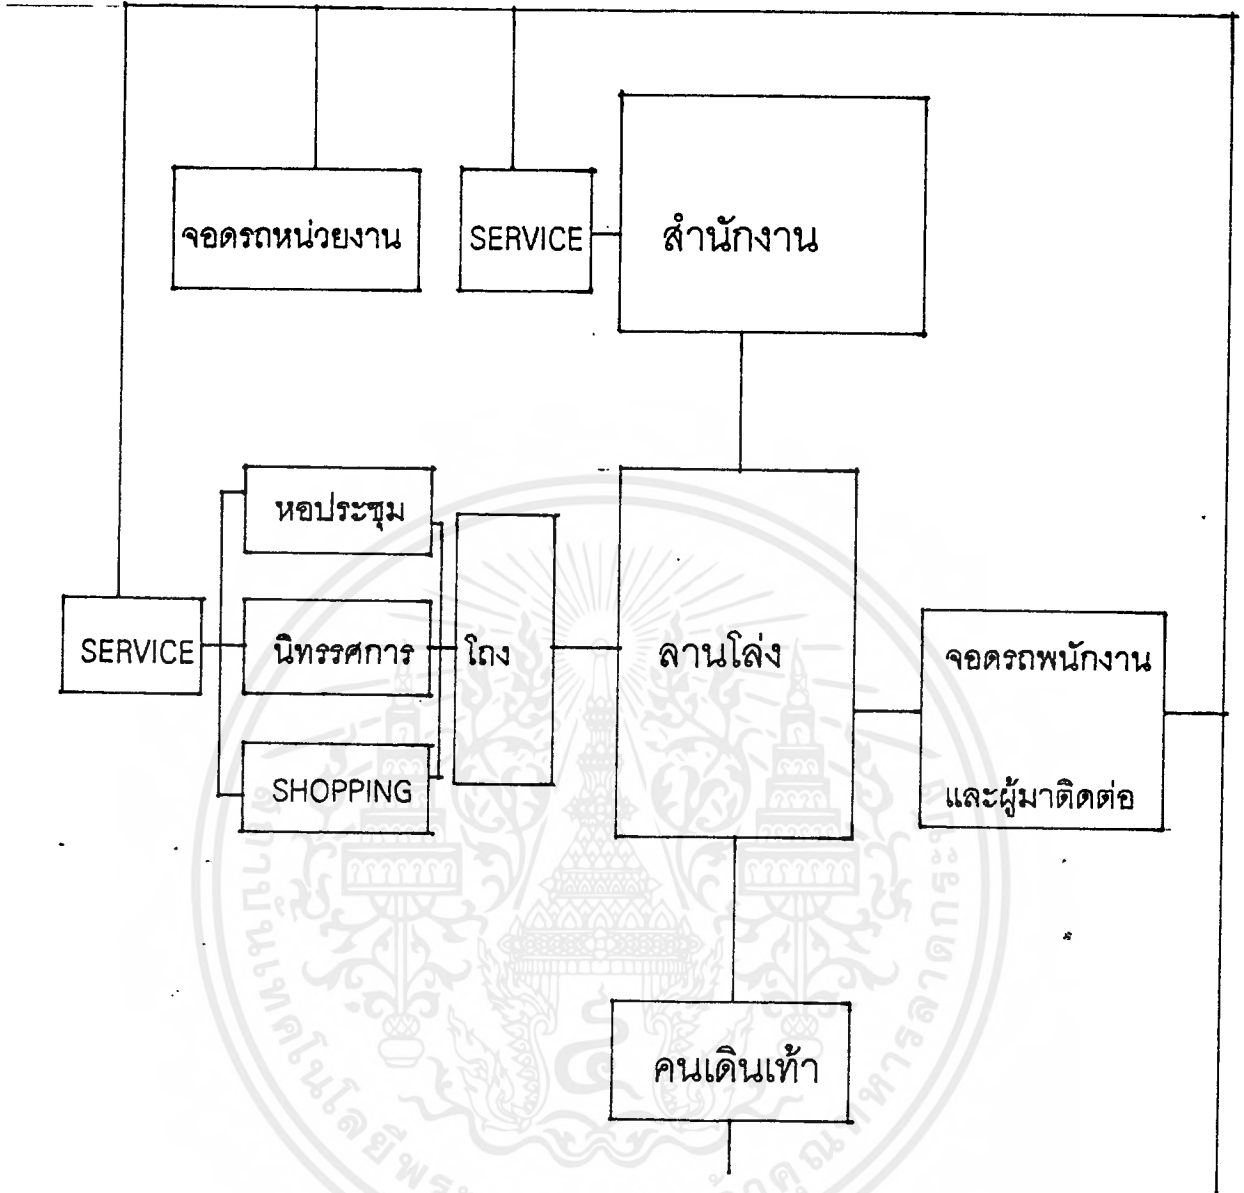 จอดรถหน่วยงาน
SERVICE
สำนักงาน
หอประชุม
SERVICE
นิทรรศการ
โถง
ลานโล่ง
จอดรถพนักงาน
และผู้มาติดต่อ
SHOPPING
คนเดินเท้า